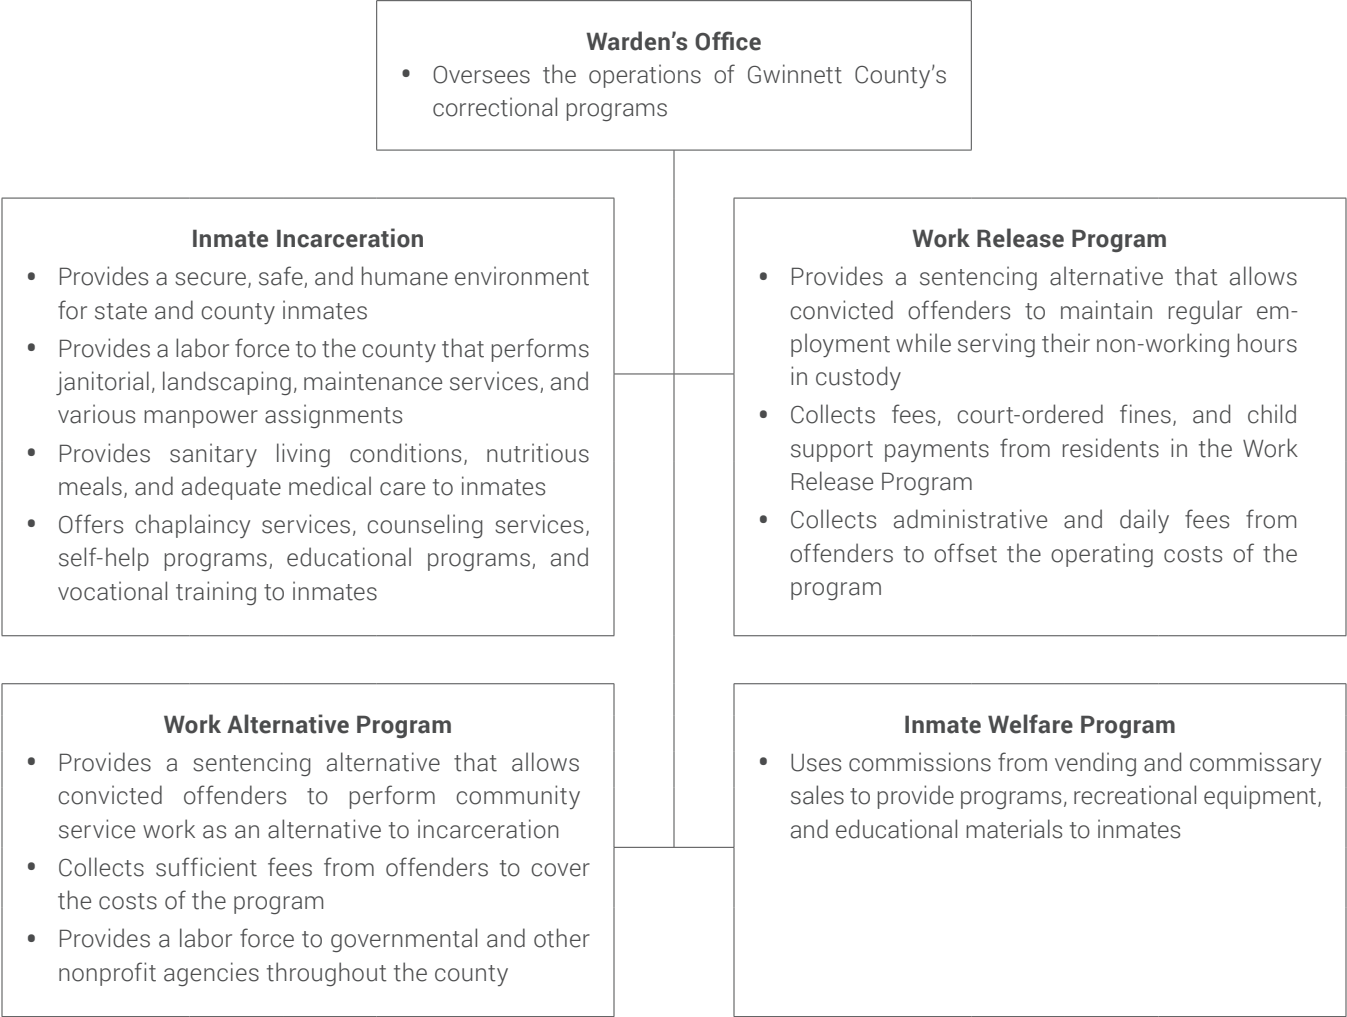 Warden’s Office
• Oversees the operations of Gwinnett County’s
correctional programs
Inmate Incarceration
• Provides a secure, safe, and humane environment
for state and county inmates
• Provides a labor force to the county that performs
janitorial, landscaping, maintenance services, and
various manpower assignments
• Provides sanitary living conditions, nutritious
meals, and adequate medical care to inmates
• Offers chaplaincy services, counseling services,
self-help programs, educational programs, and
vocational training to inmates
Work Release Program
• Provides a sentencing alternative that allows
convicted offenders to maintain regular em-
ployment while serving their non-working hours
in custody
• Collects fees, court-ordered fines, and child
support payments from residents in the Work
Release Program
• Collects administrative and daily fees from
offenders to offset the operating costs of the
program
Work Alternative Program
• Provides a sentencing alternative that allows
convicted offenders to perform community
service work as an alternative to incarceration
• Collects sufficient fees from offenders to cover
the costs of the program
• Provides a labor force to governmental and other
nonprofit agencies throughout the county
Inmate Welfare Program
• Uses commissions from vending and commissary
sales to provide programs, recreational equipment,
and educational materials to inmates